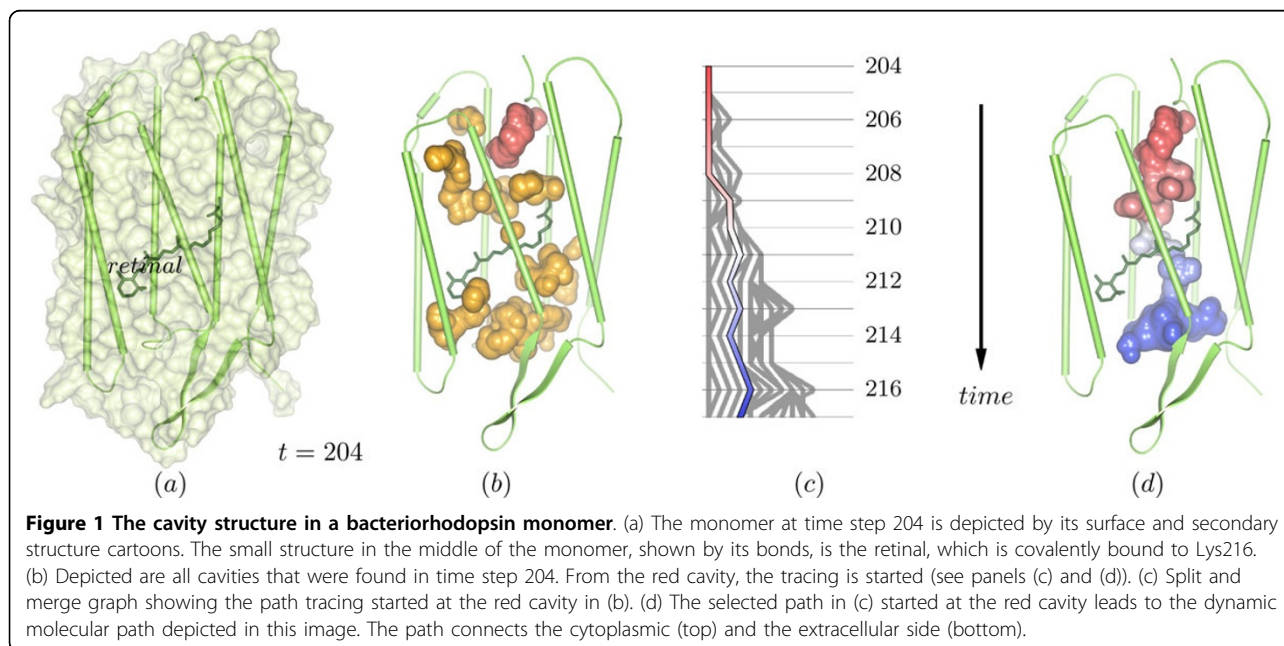 retinal
t = 204
204
206
208
210
212
214
216
time
(a)
(b)
(c)
(d)
Figure 1 The cavity structure in a bacteriorhodopsin monomer. (a) The monomer at time step 204 is depicted by its surface and secondary
structure cartoons. The small structure in the middle of the monomer, shown by its bonds, is the retinal, which is covalently bound to Lys216.
(b) Depicted are all cavities that were found in time step 204. From the red cavity, the tracing is started (see panels (c) and (d)). (c) Split and
merge graph showing the path tracing started at the red cavity in (b). (d) The selected path in (c) started at the red cavity leads to the dynamic
molecular path depicted in this image. The path connects the cytoplasmic (top) and the extracellular side (bottom).